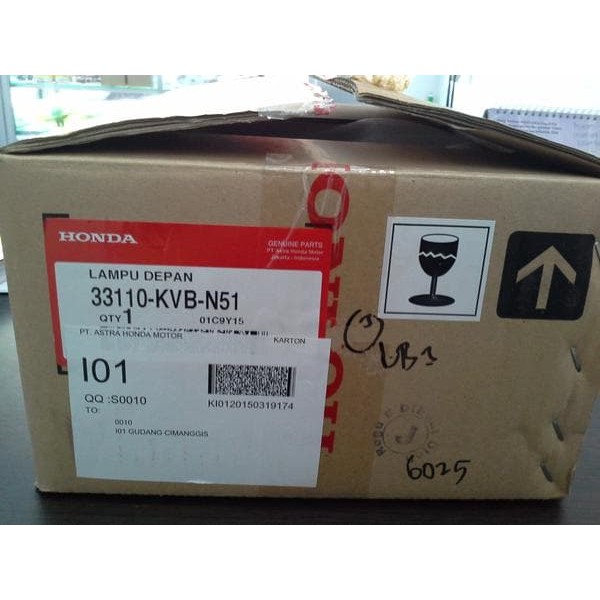 HONDA
GENUINE PARTS
PT Astra Honda Motor
Jakarta - Indonesia
LAMPU DEPAN
33110-KVB-N51
QTY 1 01C9Y15
PT. ASTRA HONDA MOTOR KARTON
I01
QQ :S0010
KI0120150319174
TO:
0010
I01 GUDANG CIMANGGIS
(3)
6025